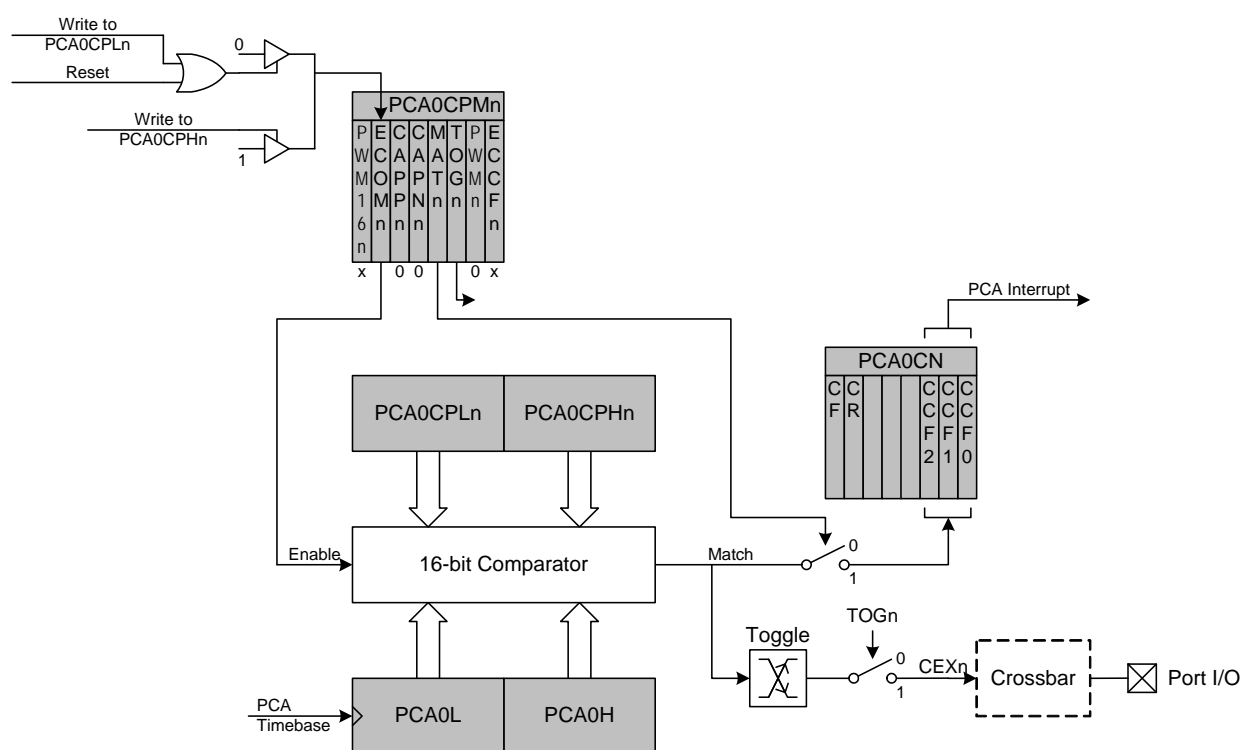 Write to
PCA0CPLn
0
Reset
Write to
PCA0CPHn
1
PCA0CPMn
PWM16n
ECOMn
CAPPn
CAPNn
MATn
TOGn
PWMn
ECCFn
x
0 0
0 x
PCA Interrupt
PCA0CN
CF
CR
CCF2
CCF1
CCF0
PCA0CPLn
PCA0CPHn
Enable
16-bit Comparator
Match
0
1
Toggle
TOGn
0
1
CEXn
Crossbar
Port I/O
PCA
Timebase
PCA0L
PCA0H